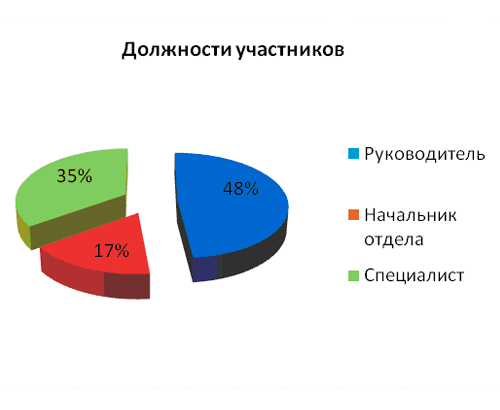 Должности участников
35%
48%
17%
Руководитель
Начальник
отдела
Специалист